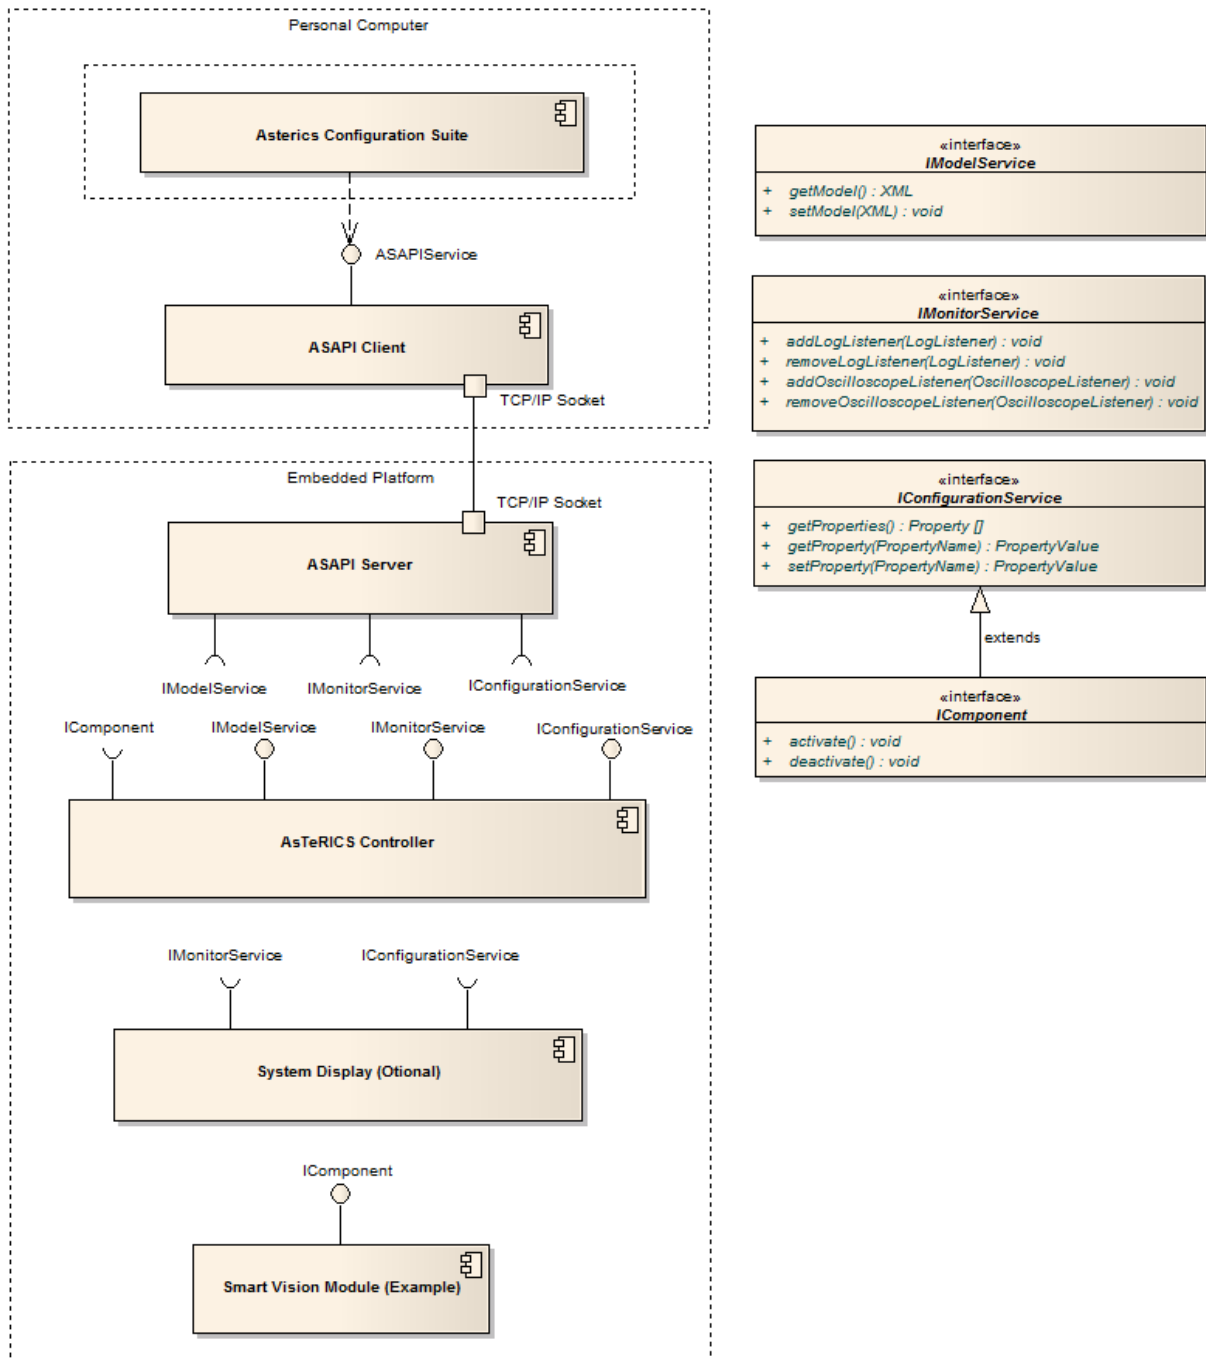 Personal Computer
Asterics Configuration Suite
ASAPIService
ASAPI Client
TCP/IP Socket
Embedded Platform
TCP/IP Socket
ASAPI Server
IModelService
IMonitorService
IConfigurationService
IComponent
IModelService
IMonitorService
IConfigurationService
AsTeRICS Controller
IMonitorService
IConfigurationService
System Display (Otional)
IComponent
Smart Vision Module (Example)
«interface»
IModelService
+ getModel() : XML
+ setModel(XML) : void
«interface»
IMonitorService
+ addLogListener(LogListener) : void
+ removeLogListener(LogListener) : void
+ addOscilloscopeListener(OscilloscopeListener) : void
+ removeOscilloscopeListener(OscilloscopeListener) : void
«interface»
IConfigurationService
+ getProperties() : Property []
+ getProperty(PropertyName) : PropertyValue
+ setProperty(PropertyName) : PropertyValue
extends
«interface»
IComponent
+ activate() : void
+ deactivate() : void